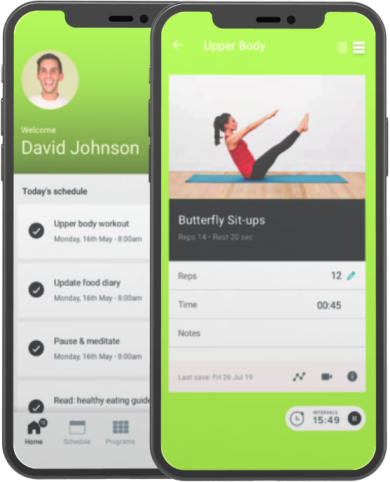 Welcome
David Johnson
Today's schedule
Upper body workout
Monday, 16th May - 8:00am
Update food diary
Monday, 16th May - 8:00am
Pause & meditate
Monday, 16th May - 8:00am
Read: healthy eating guide
Home
Schedule
Programs
Upper Body
Butterfly Sit-ups
Reps 14 • Rest 20 sec
Reps 12
Time 00:45
Notes
Last save: Fri 26 Jul 19
INTERVALS
15:49